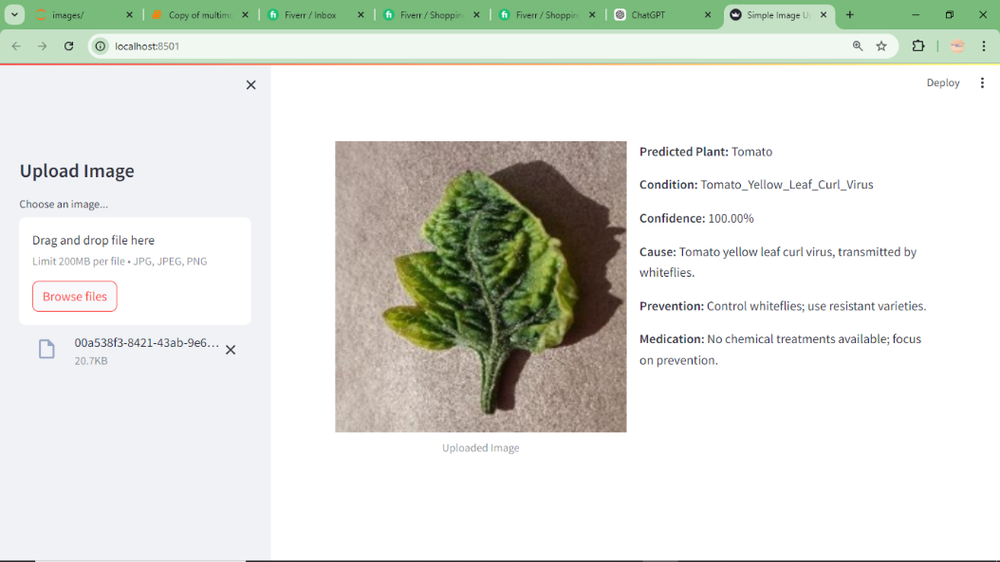 images/
Copy of multim
Fiverr / Inbox
Fiverr / Shoppin
Fiverr / Shoppin
ChatGPT
Simple Image U
localhost:8501
Deploy
Upload Image
Choose an image...
Drag and drop file here
Limit 200MB per file • JPG, JPEG, PNG
Browse files
00a538f3-8421-43ab-9e6...
20.7KB
Uploaded Image
Predicted Plant: Tomato
Condition: Tomato_Yellow_Leaf_Curl_Virus
Confidence: 100.00%
Cause: Tomato yellow leaf curl virus, transmitted by
whiteflies.
Prevention: Control whiteflies; use resistant varieties.
Medication: No chemical treatments available; focus
on prevention.